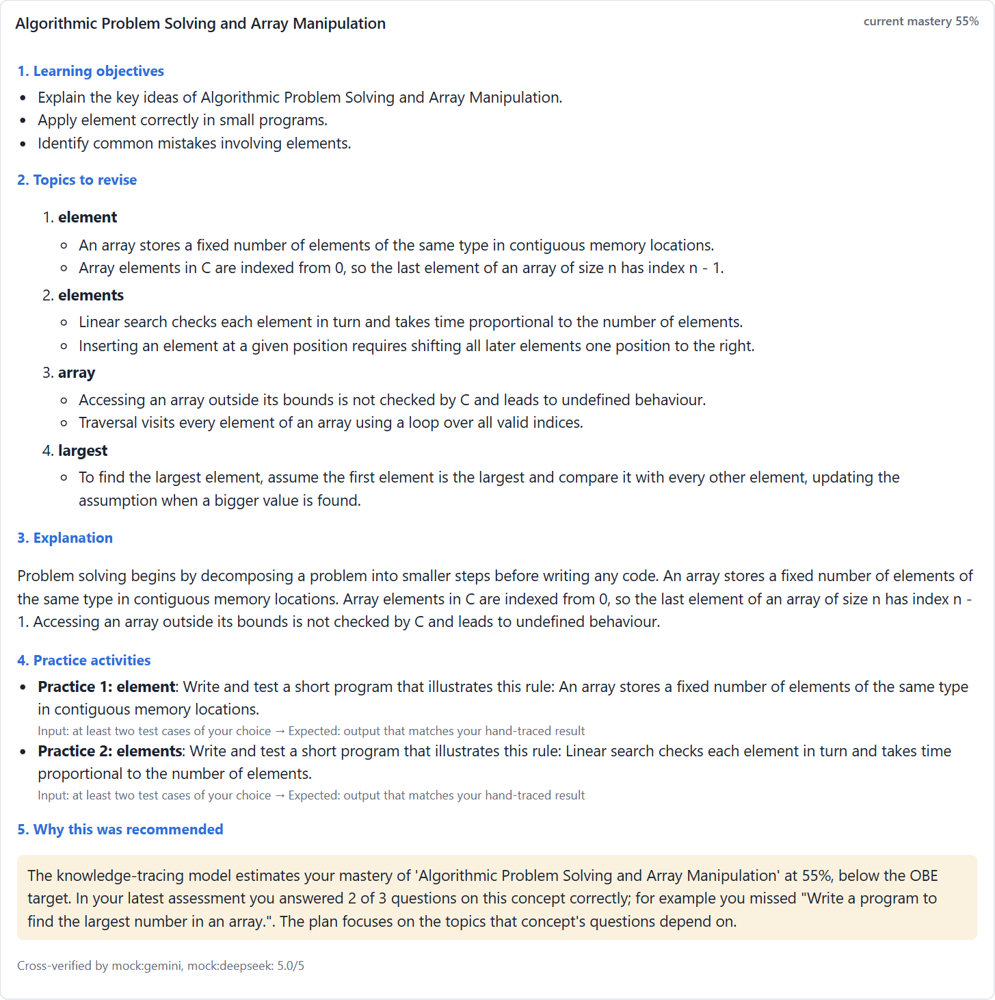 Algorithmic Problem Solving and Array Manipulation
current mastery 55%
1. Learning objectives
• Explain the key ideas of Algorithmic Problem Solving and Array Manipulation.
• Apply element correctly in small programs.
• Identify common mistakes involving elements.
2. Topics to revise
1. element
○ An array stores a fixed number of elements of the same type in contiguous memory locations.
○ Array elements in C are indexed from 0, so the last element of an array of size n has index n - 1.
2. elements
○ Linear search checks each element in turn and takes time proportional to the number of elements.
○ Inserting an element at a given position requires shifting all later elements one position to the right.
3. array
○ Accessing an array outside its bounds is not checked by C and leads to undefined behaviour.
○ Traversal visits every element of an array using a loop over all valid indices.
4. largest
○ To find the largest element, assume the first element is the largest and compare it with every other element, updating the
assumption when a bigger value is found.
3. Explanation
Problem solving begins by decomposing a problem into smaller steps before writing any code. An array stores a fixed number of elements of
the same type in contiguous memory locations. Array elements in C are indexed from 0, so the last element of an array of size n has index n -
1. Accessing an array outside its bounds is not checked by C and leads to undefined behaviour.
4. Practice activities
• Practice 1: element: Write and test a short program that illustrates this rule: An array stores a fixed number of elements of the same type
in contiguous memory locations.
Input: at least two test cases of your choice → Expected: output that matches your hand-traced result
• Practice 2: elements: Write and test a short program that illustrates this rule: Linear search checks each element in turn and takes time
proportional to the number of elements.
Input: at least two test cases of your choice → Expected: output that matches your hand-traced result
5. Why this was recommended
The knowledge-tracing model estimates your mastery of 'Algorithmic Problem Solving and Array Manipulation' at 55%, below the OBE
target. In your latest assessment you answered 2 of 3 questions on this concept correctly; for example you missed "Write a program to
find the largest number in an array.". The plan focuses on the topics that concept's questions depend on.
Cross-verified by mock:gemini, mock:deepseek: 5.0/5